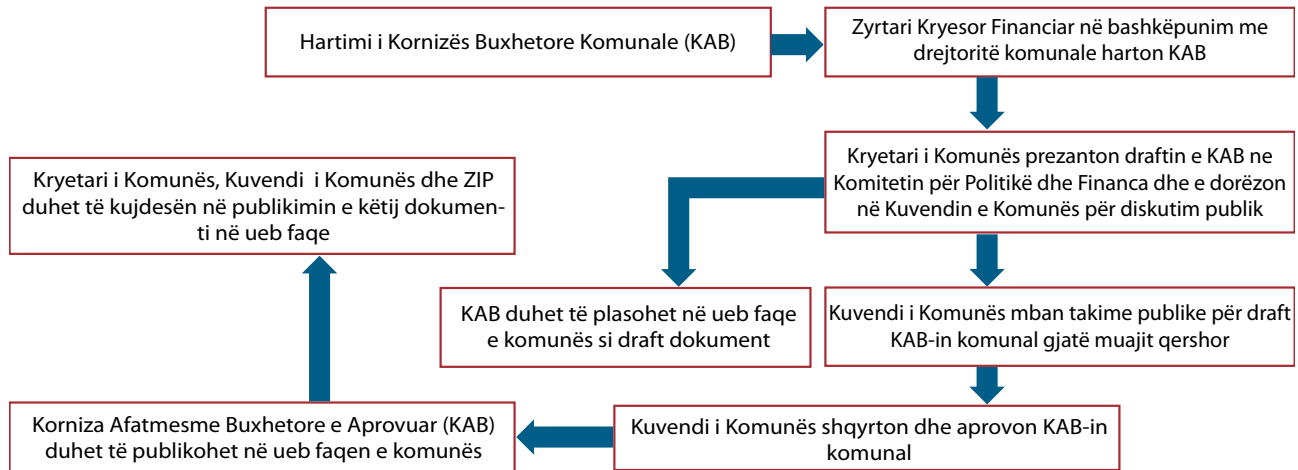 Hartimi i Kornizës Buxhetore Komunale (KAB)
Zyrtari Kryesor Financiar në bashkëpunim me
drejtoritë komunale harton KAB
Kryetari i Komunës prezanton draftin e KAB ne
Komitetin për Politikë dhe Financa dhe e dorëzon
në Kuvendin e Komunës për diskutim publik
Kryetari i Komunës, Kuvendi i Komunës dhe ZIP
duhet të kujdesën në publikimin e këtij dokumen-
ti në ueb faqe
KAB duhet të plasohet në ueb faqe
e komunës si draft dokument
Kuvendi i Komunës mban takime publike për draft
KAB-in komunal gjatë muajit qershor
Kuvendi i Komunës shqyrton dhe aprovon KAB-in
komunal
Korniza Afatmesme Buxhetore e Aprovuar (KAB)
duhet të publikohet në ueb faqen e komunës